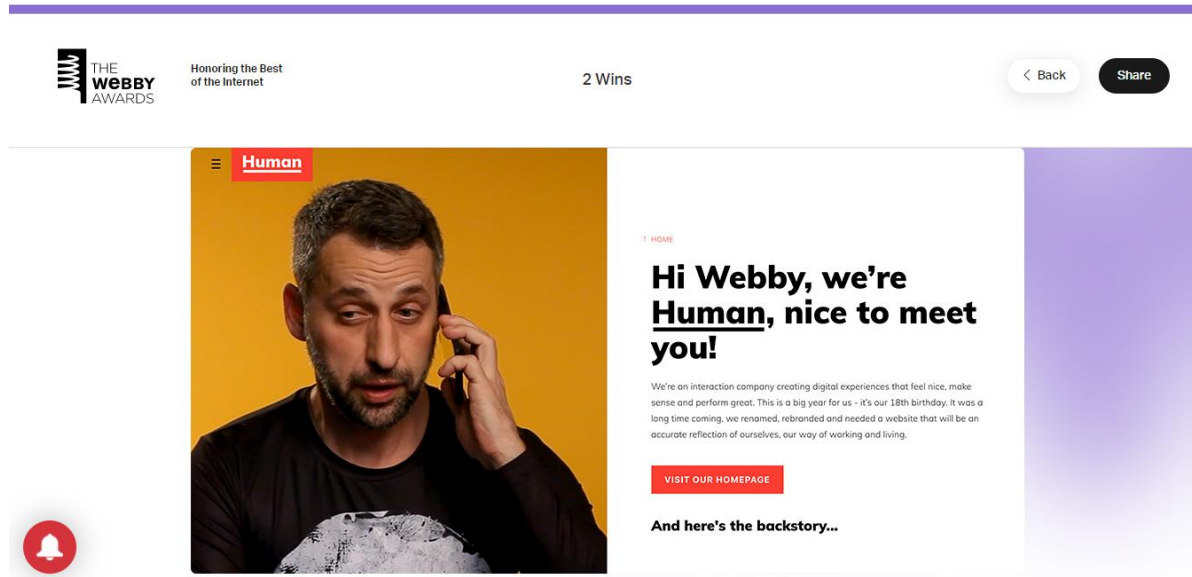 THE
WEBBY
AWARDS
Honoring the Best
of the Internet
2 Wins
Back
Share
Human
↑ HOME
Hi Webby, we're
Human, nice to meet
you!
We're an interaction company creating digital experiences that feel nice, make
sense and perform great. This is a big year for us - it's our 18th birthday. It was a
long time coming, we renamed, rebranded and needed a website that will be an
accurate reflection of ourselves, our way of working and living.
VISIT OUR HOMEPAGE
And here's the backstory...